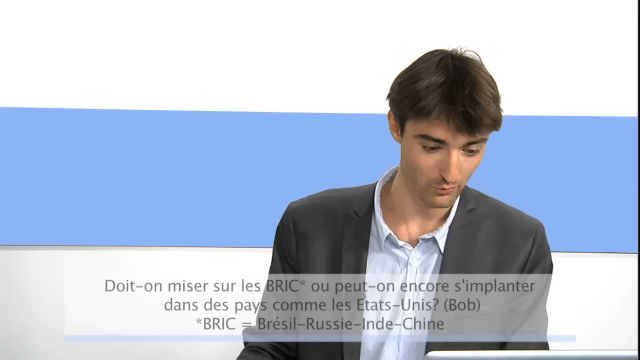 Doit-on miser sur les BRIC* ou peut-on encore s'implanter
dans des pays comme les Etats-Unis? (Bob)
*BRIC = Brésil-Russie-Inde-Chine